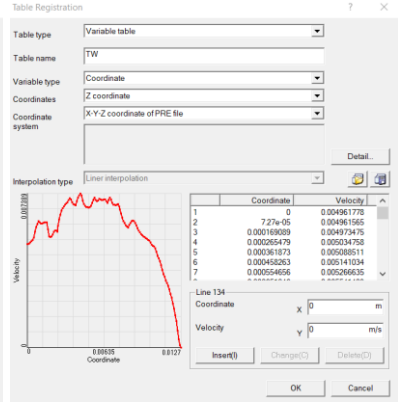 Table Registration ? ×
Table type Variable table
Table name TW
Variable type Coordinate
Coordinates Z coordinate
Coordinate system X-Y-Z coordinate of PRE file
Detail...
Interpolation type Liner interpolation
Coordinate Velocity
1 0 0.004961778
2 7.27e-05 0.004961565
3 0.000169089 0.004973475
4 0.000265479 0.005034758
5 0.000361873 0.005088511
6 0.000458263 0.005141034
7 0.000554656 0.005266635
Velocity
0
0 0.00635 0.0127
Coordinate
Line 134
Coordinate X 0 m
Velocity Y 0 m/s
Insert(I) Change(C) Delete(D)
OK Cancel